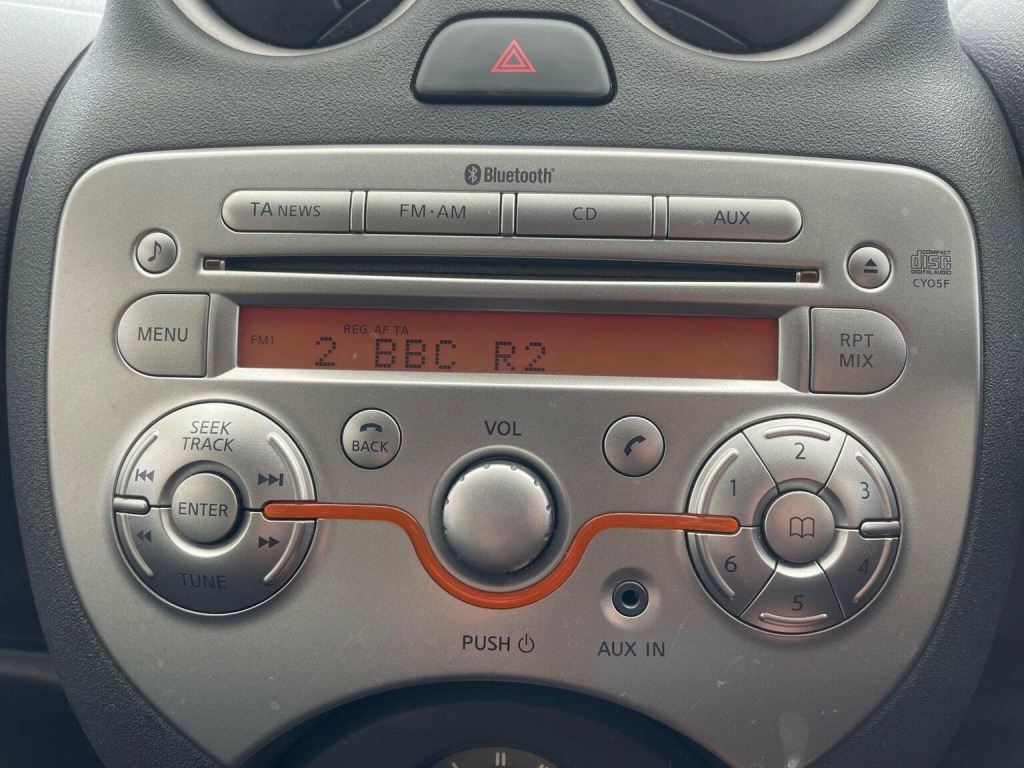 Bluetooth
TA NEWS FM·AM CD AUX
COMPACT
disc
DIGITAL AUDIO
CY05F
MENU
REG AF TA
FM1 2 BBC R2
RPT
MIX
SEEK
TRACK
BACK
VOL
ENTER
TUNE
1 2 3
6 5 4
PUSH
AUX IN